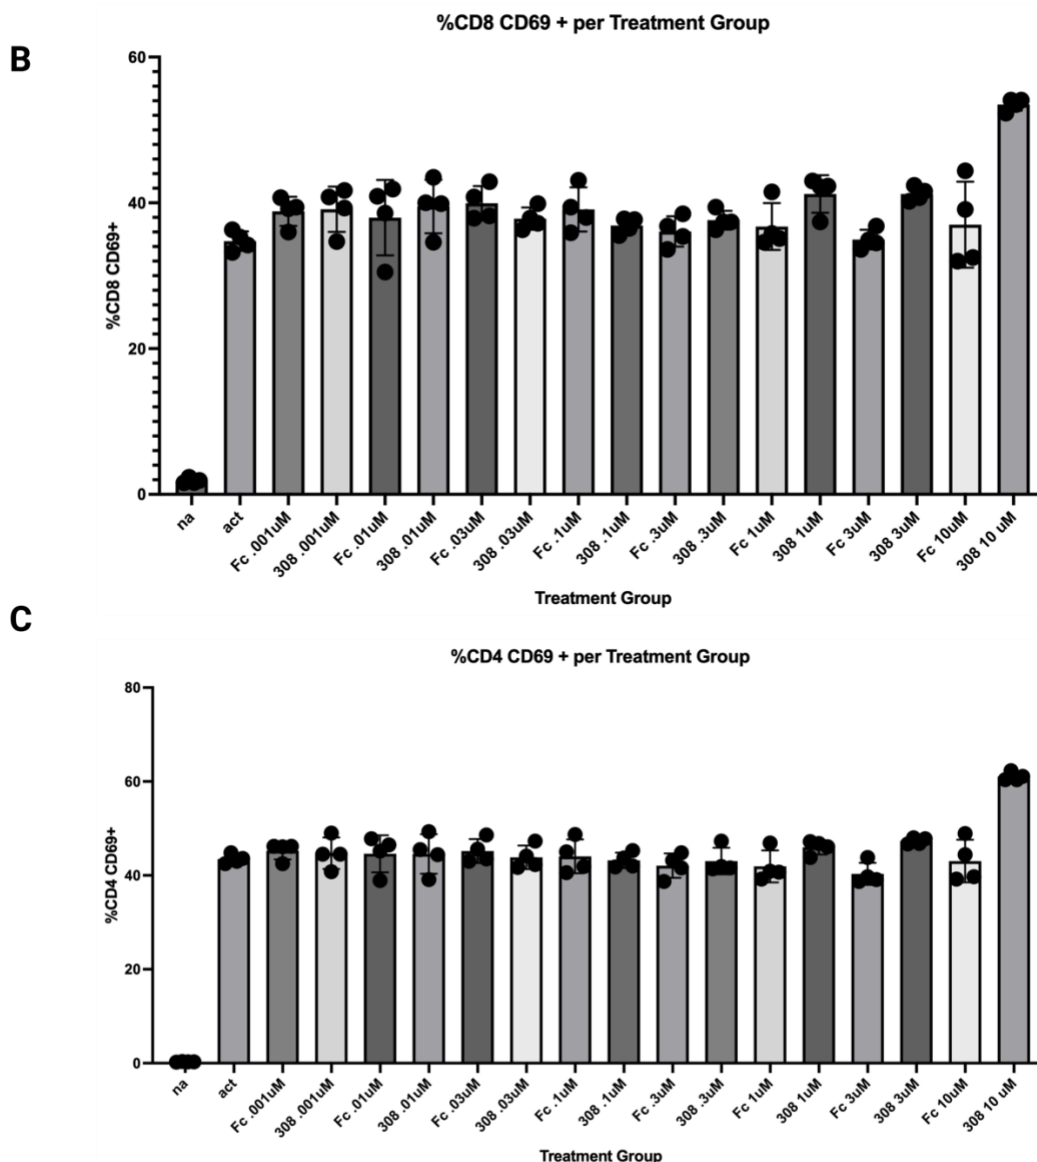 %CD8 CD69 + per Treatment Group
B
60
40
20
0
%CD8 CD69+
na
act
Fc .001uM
308 .001uM
Fc .01uM
308 .01uM
Fc .03uM
308 .03uM
Fc .1uM
308 .1uM
Fc .3uM
308 .3uM
Fc 1uM
308 1uM
Fc 3uM
308 3uM
Fc 10uM
308 10 uM
Treatment Group
C
%CD4 CD69 + per Treatment Group
80
60
40
20
0
%CD4 CD69+
na
act
Fc .001uM
308 .001uM
Fc .01uM
308 .01uM
Fc .03uM
308 .03uM
Fc .1uM
308 .1uM
Fc .3uM
308 .3uM
Fc 1uM
308 1uM
Fc 3uM
308 3uM
Fc 10uM
308 10 uM
Treatment Group